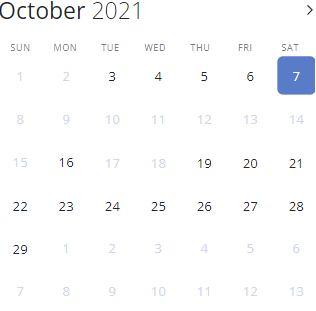 October 2021
SUN MON TUE WED THU FRI SAT
1 2 3 4 5 6 7
8 9 10 11 12 13 14
15 16 17 18 19 20 21
22 23 24 25 26 27 28
29 1 2 3 4 5 6
7 8 9 10 11 12 13